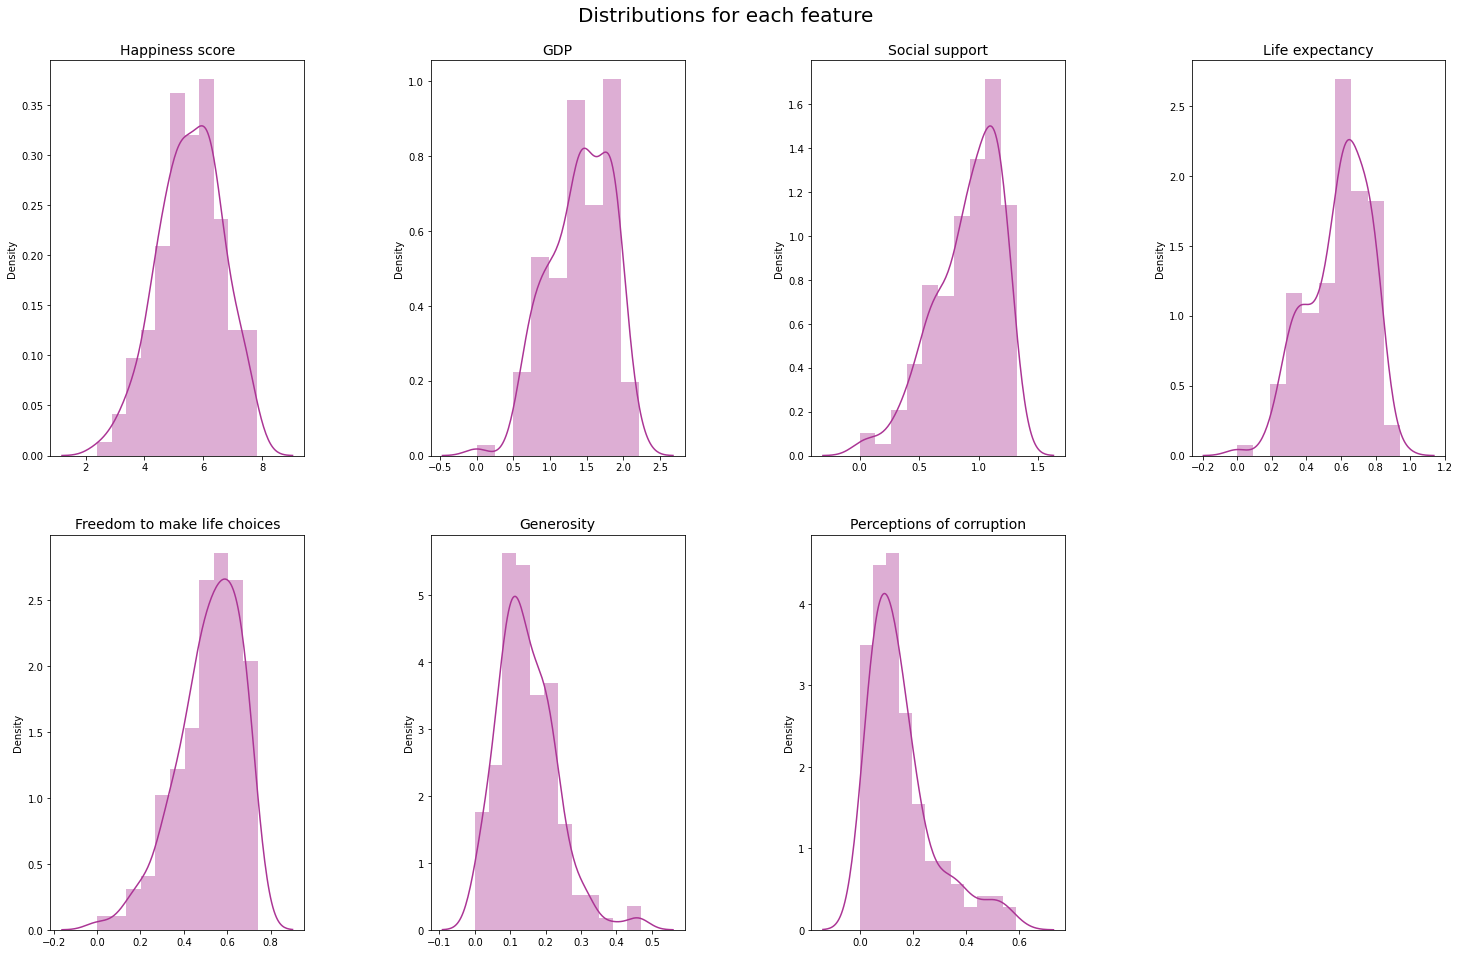 Distributions for each feature
Happiness score
Density
0.35
0.30
0.25
0.20
0.15
0.10
0.05
0.00
2 4 6 8
GDP
Density
1.0
0.8
0.6
0.4
0.2
0.0
−0.5 0.0 0.5 1.0 1.5 2.0 2.5
Social support
Density
1.6
1.4
1.2
1.0
0.8
0.6
0.4
0.2
0.0
0.0 0.5 1.0 1.5
Life expectancy
Density
2.5
2.0
1.5
1.0
0.5
0.0
−0.2 0.0 0.2 0.4 0.6 0.8 1.0 1.2
Freedom to make life choices
Density
2.5
2.0
1.5
1.0
0.5
0.0
−0.2 0.0 0.2 0.4 0.6 0.8
Generosity
Density
5
4
3
2
1
0
−0.1 0.0 0.1 0.2 0.3 0.4 0.5
Perceptions of corruption
Density
4
3
2
1
0
0.0 0.2 0.4 0.6